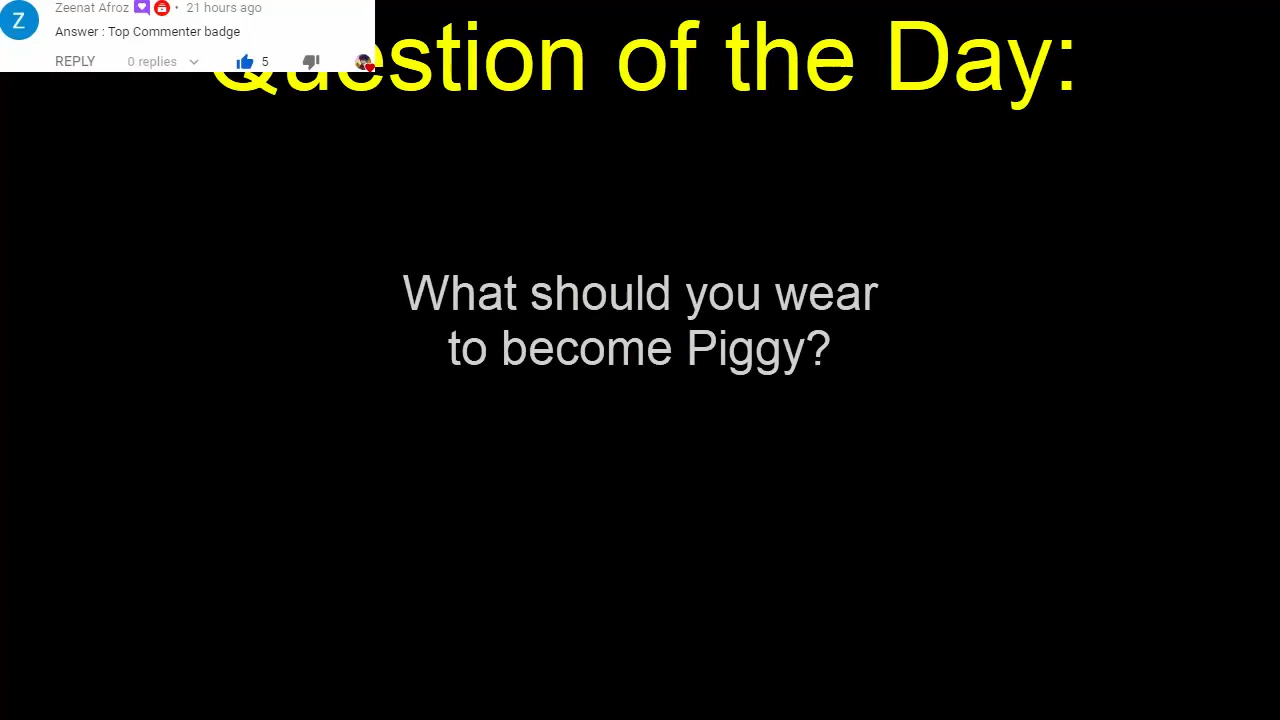 Zeenat Afroz • 21 hours ago
Answer : Top Commenter badge
REPLY 0 replies 5
Question of the Day:
What should you wear
to become Piggy?